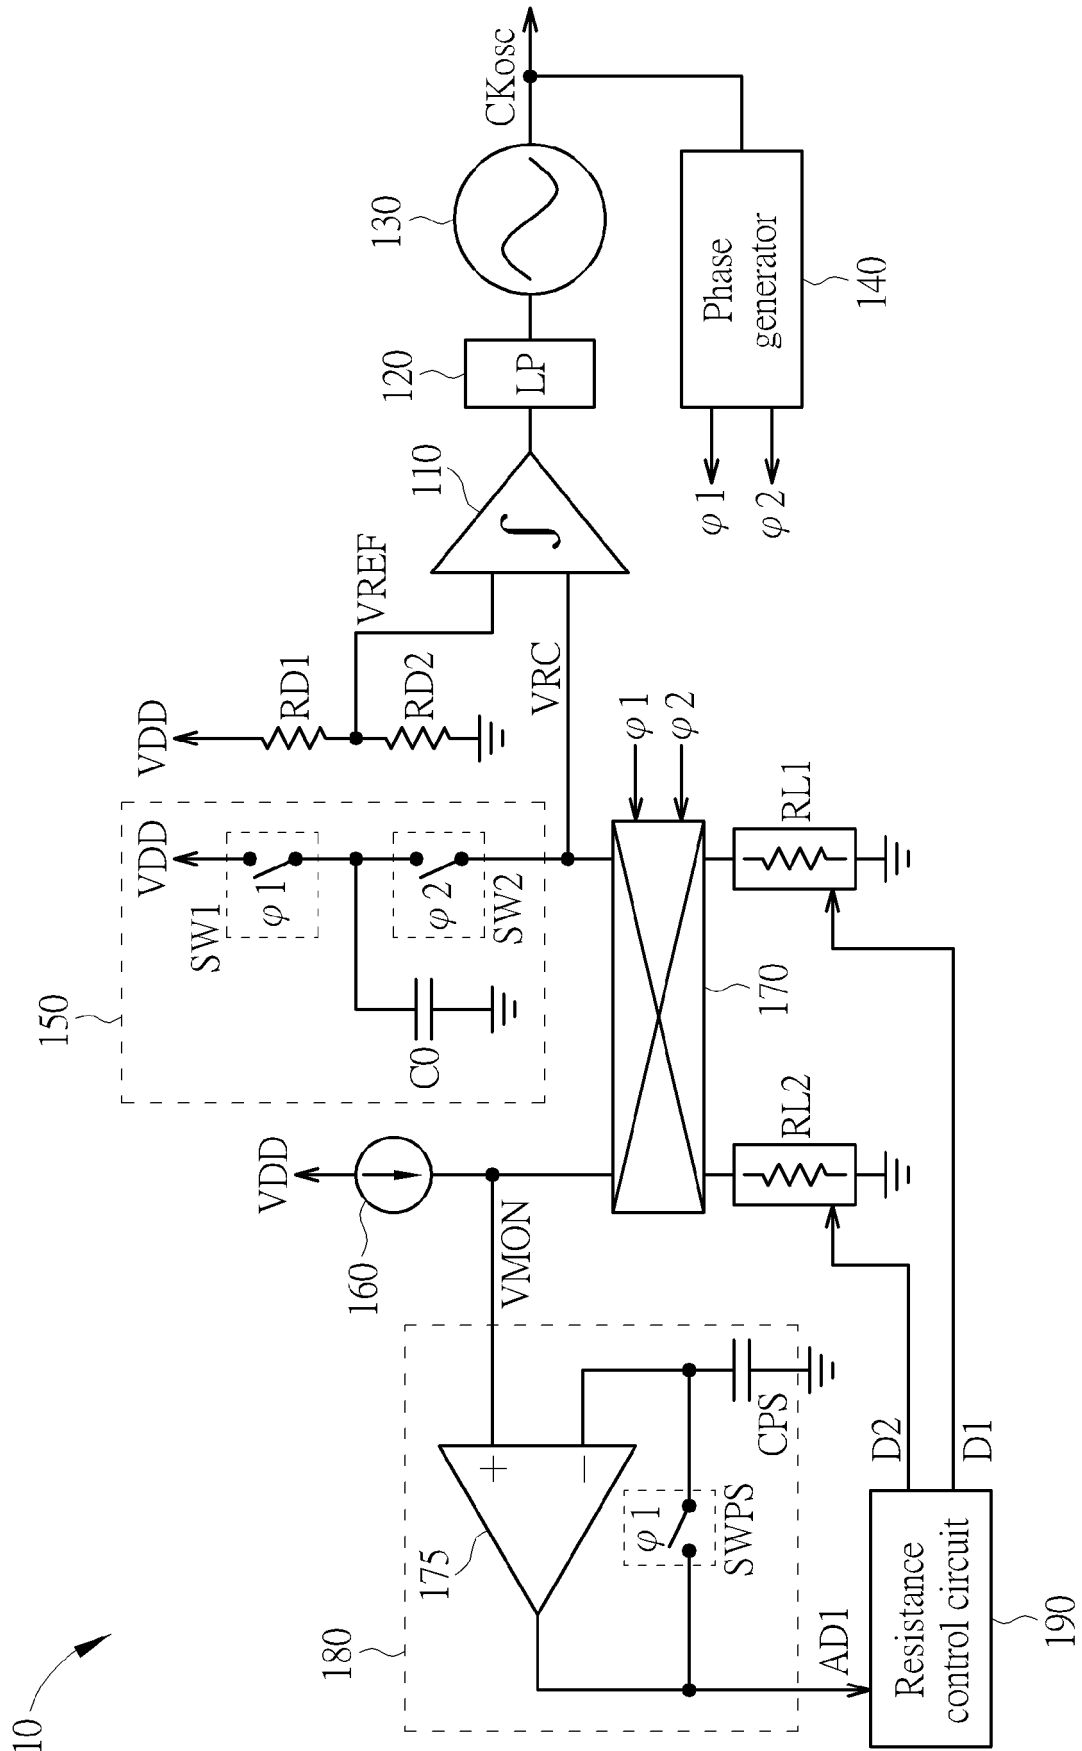 10
VDD
150
SW1
φ1
φ2
SW2
C0
VDD
RD1
RD2
VREF
VRC
110
∫
120
LP
130
CKosc
Phase
generator
140
φ1
φ2
VDD
160
VMON
φ1
φ2
170
RL2
RL1
180
175
+
−
φ1
SWPS
CPS
AD1
Resistance
control circuit
190
D2
D1